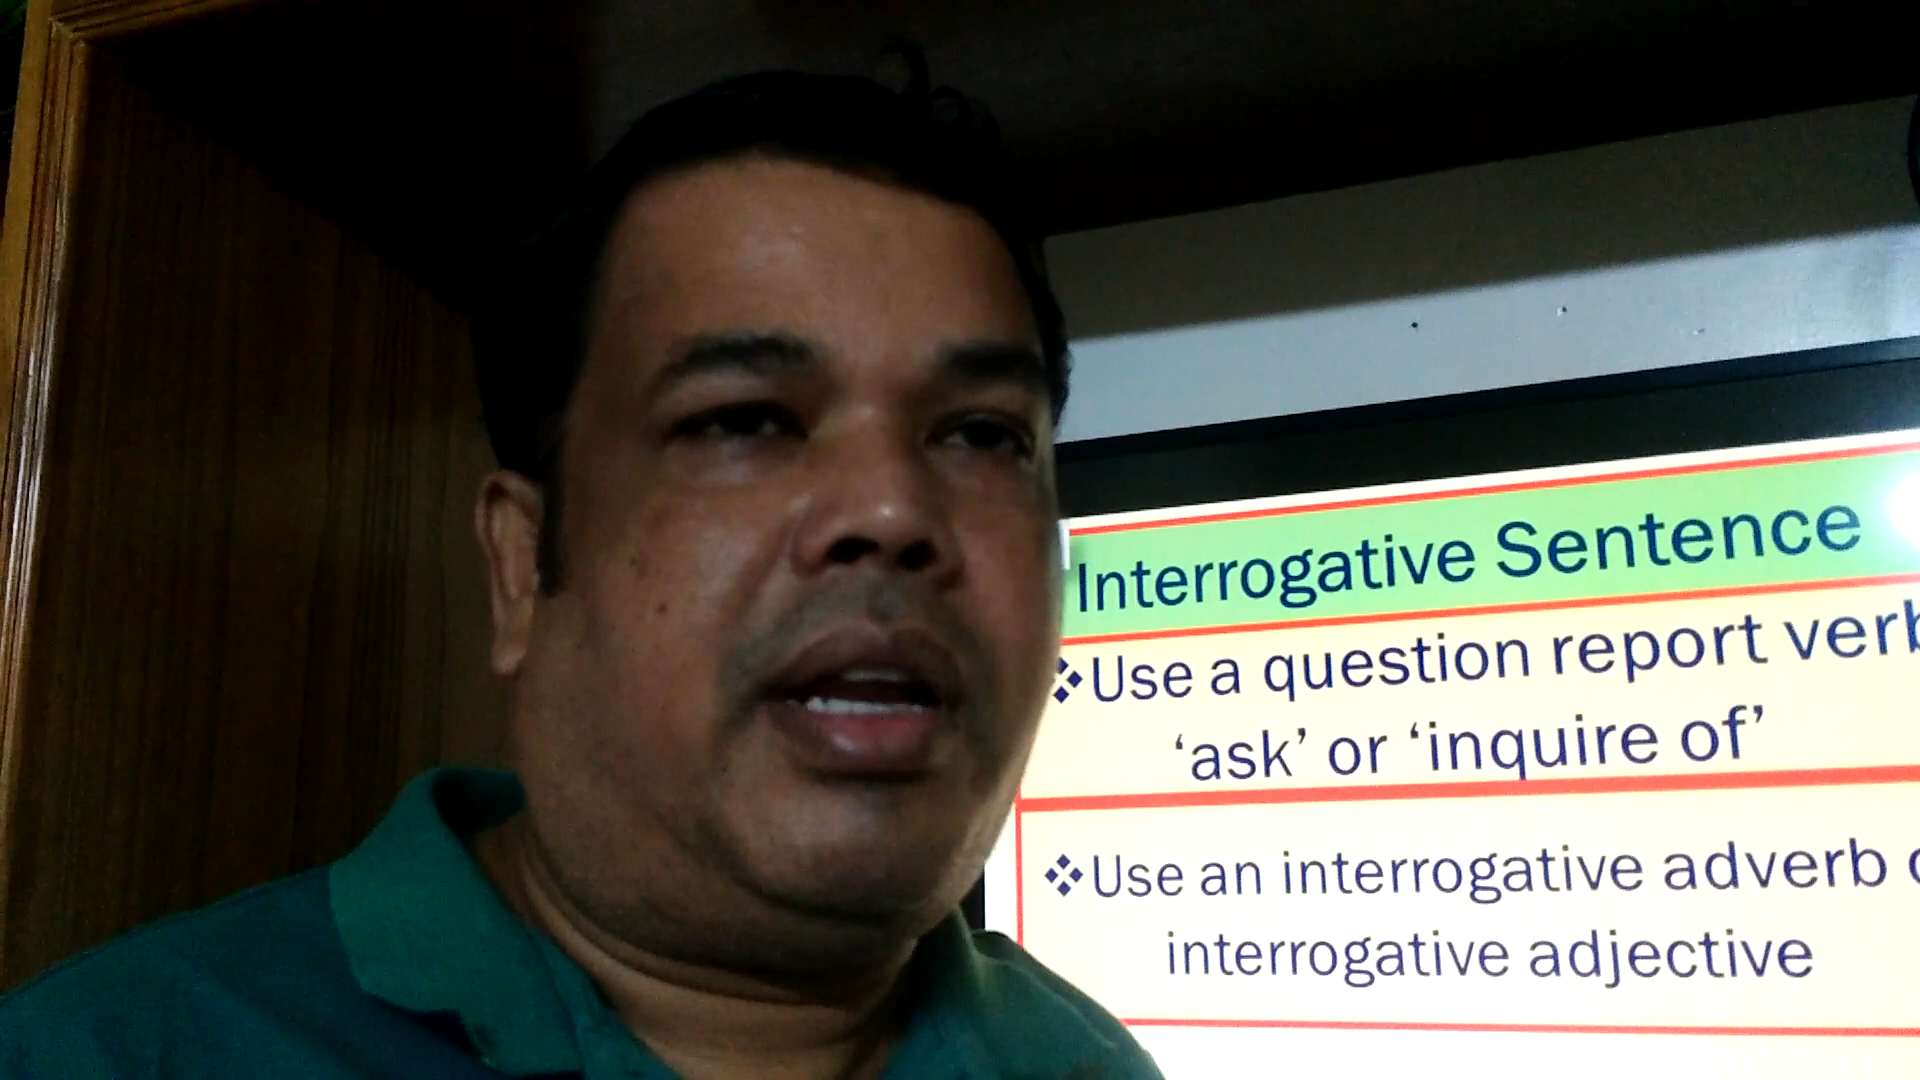 Interrogative Sentence
❖Use a question report verb
‘ask’ or ‘inquire of’
❖Use an interrogative adverb
interrogative adjective